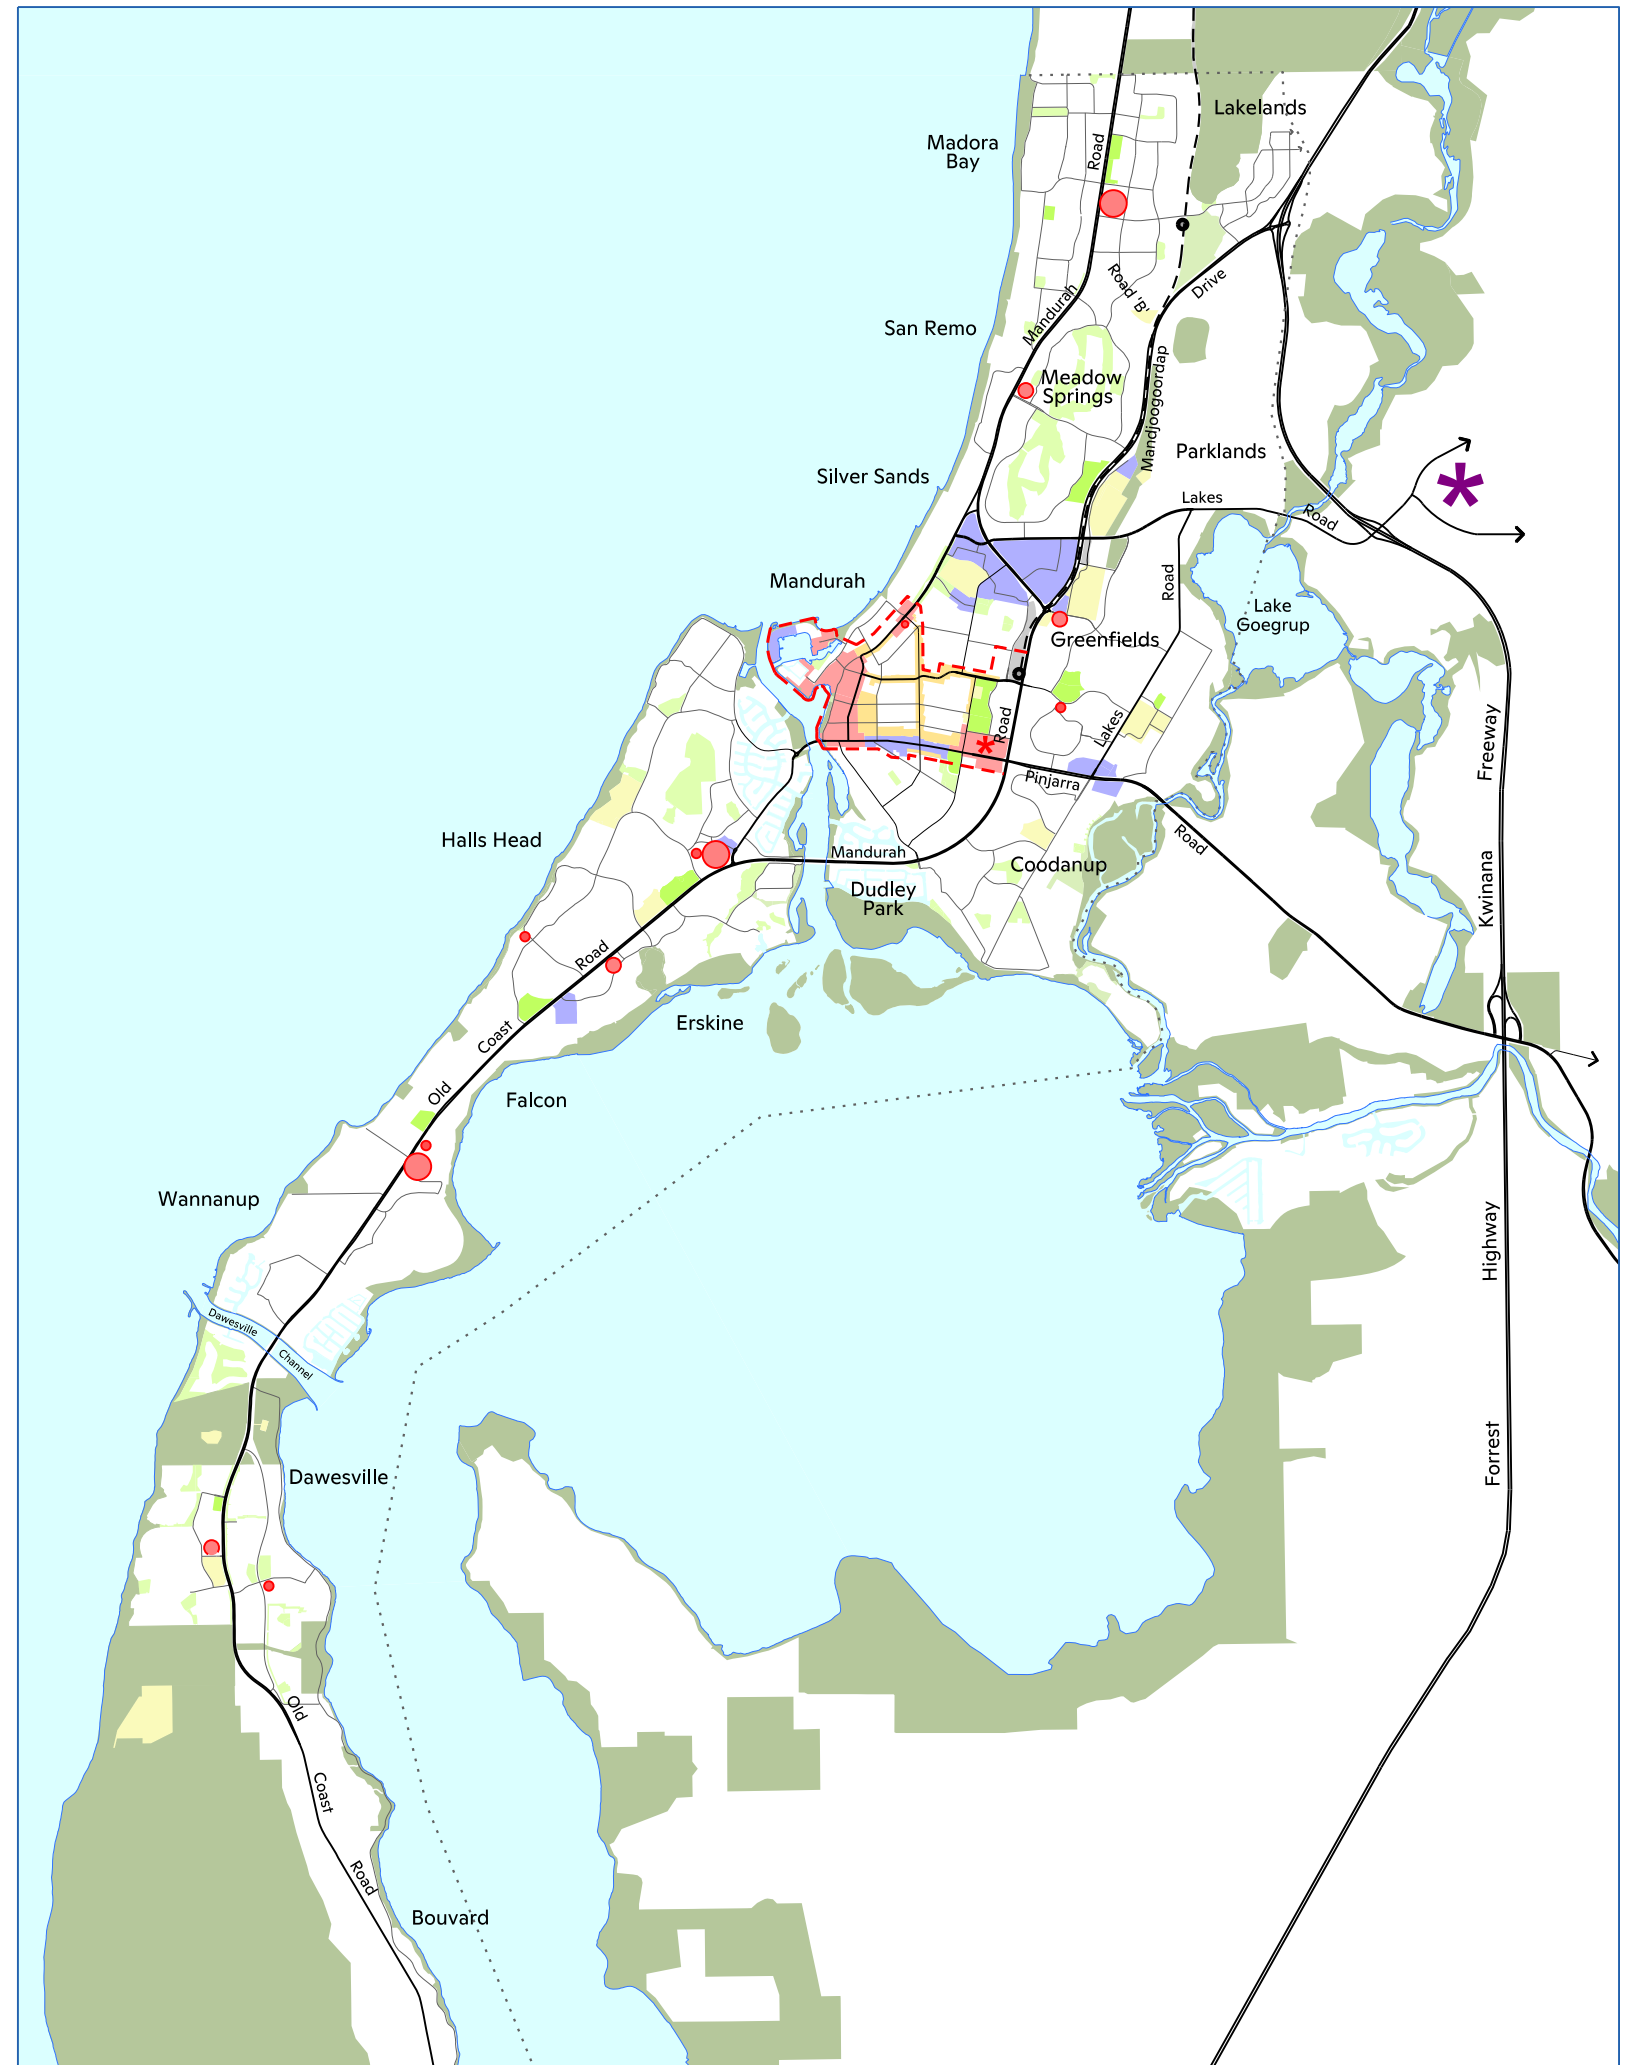 Lakelands
Madora
Bay
Road
Road 'B'
Drive
Mandurah
San Remo
Meadow
Springs
Mandjoogoordap
Parklands
Silver Sands
Lakes
Road
Mandurah
Road
Lake
Goegrup
Greenfields
Road
Lakes
Freeway
Pinjarra
Road
Halls Head
Mandurah
Coodanup
Dudley
Park
Kwinana
Road
Erskine
Coast
Old
Falcon
Wannanup
Highway
Dawesville
Channel
Forrest
Dawesville
Old
Coast
Road
Bouvard